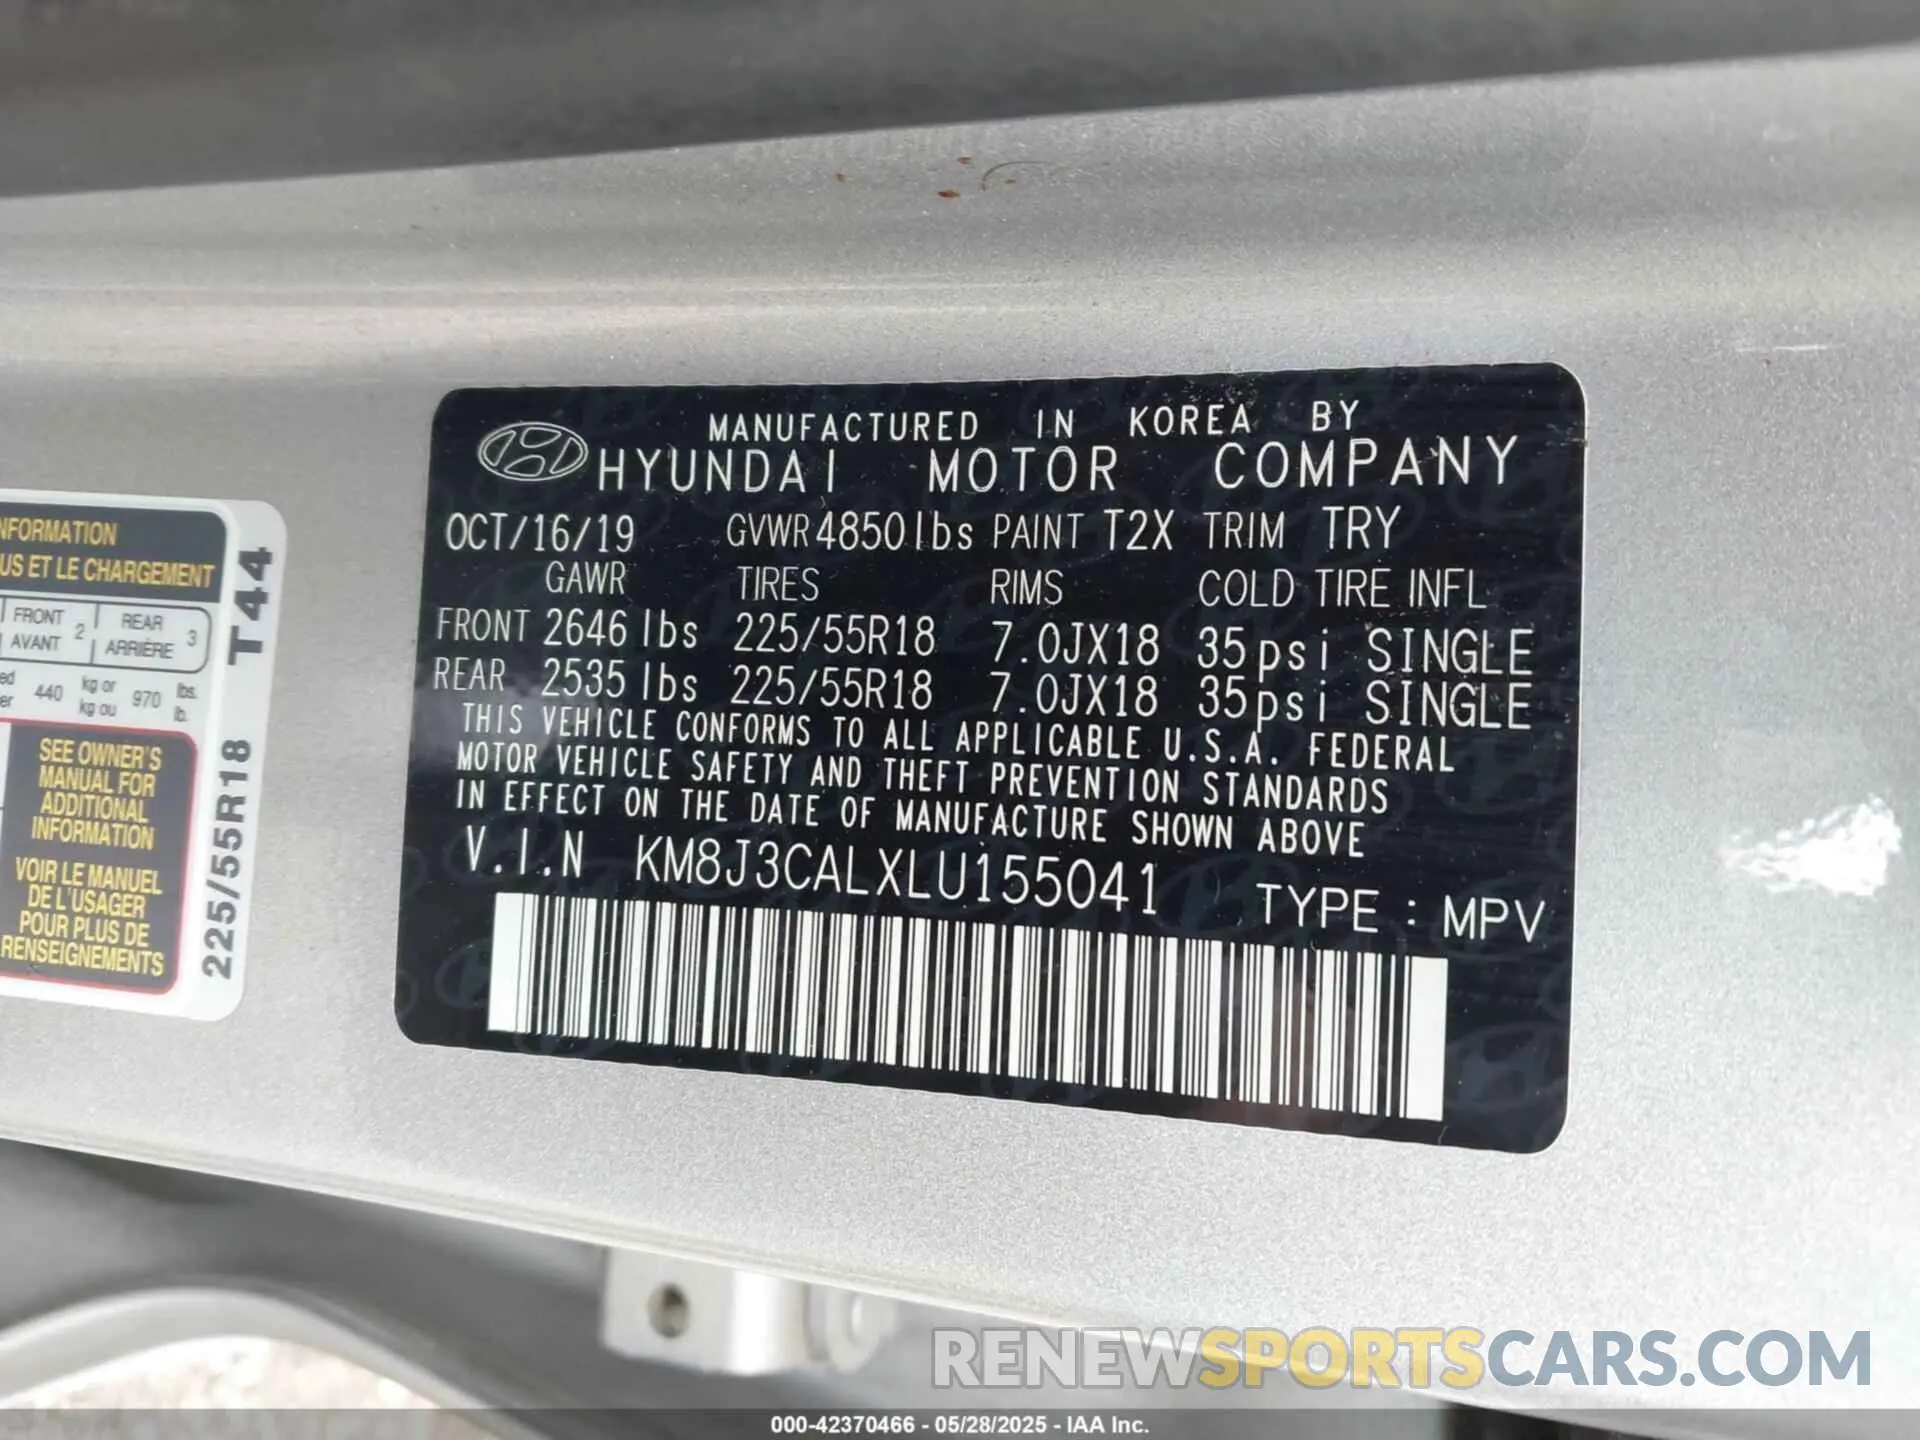 NFORMATION
US ET LE CHARGEMENT
FRONT 2 REAR 3
AVANT ARRIÈRE
440 kg or 970 lbs.
kg ou lb.
SEE OWNER'S
MANUAL FOR
ADDITIONAL
INFORMATION
VOIR LE MANUEL
DE L'USAGER
POUR PLUS DE
RENSEIGNEMENTS
225/55R18 T44
MANUFACTURED IN KOREA BY
HYUNDAI MOTOR COMPANY
OCT/16/19 GVWR 4850 lbs PAINT T2X TRIM TRY
GAWR TIRES RIMS COLD TIRE INFL
FRONT 2646 lbs 225/55R18 7.0JX18 35psi SINGLE
REAR 2535 lbs 225/55R18 7.0JX18 35psi SINGLE
THIS VEHICLE CONFORMS TO ALL APPLICABLE U.S.A. FEDERAL
MOTOR VEHICLE SAFETY AND THEFT PREVENTION STANDARDS
IN EFFECT ON THE DATE OF MANUFACTURE SHOWN ABOVE
V.I.N KM8J3CALXLU155041 TYPE : MPV
RENEWSPORTSCARS.COM
000-42370466 - 05/28/2025 - IAA Inc.